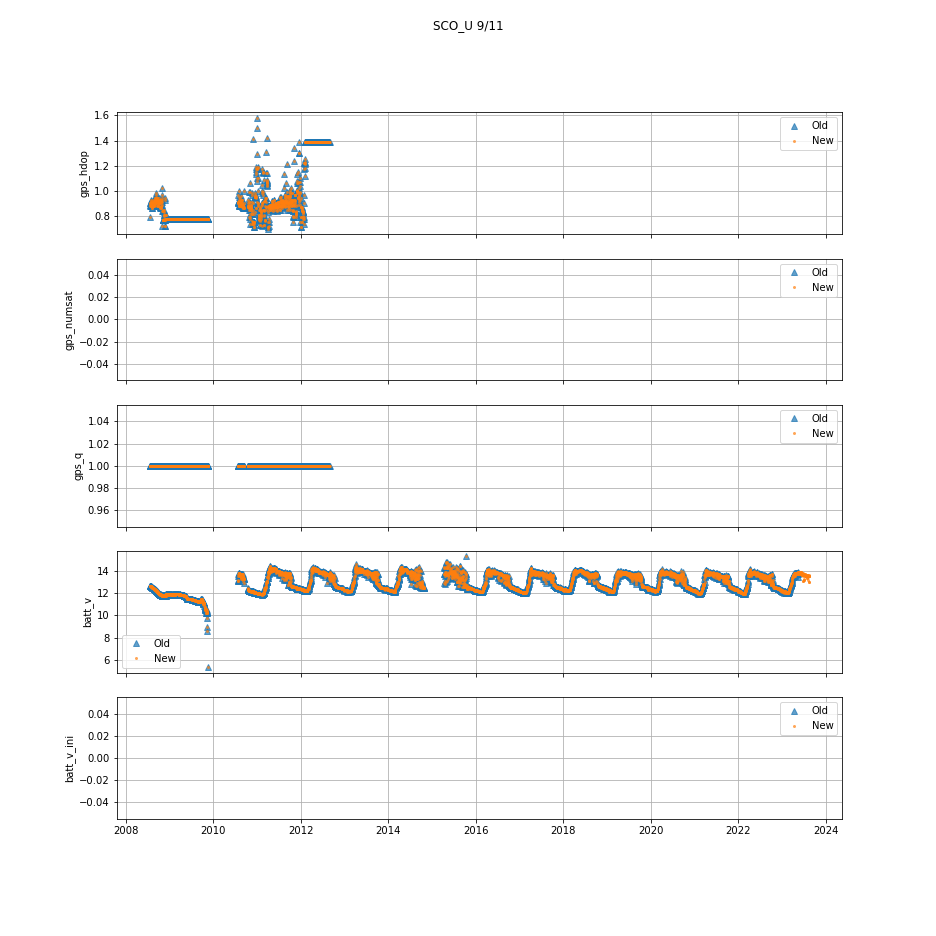 SCO_U 9/11
1.6
1.4
1.2
1.0
0.8
gps_hdop
Old
New
0.04
0.02
0.00
−0.02
−0.04
gps_numsat
Old
New
1.04
1.02
1.00
0.98
0.96
gps_q
Old
New
14
12
10
8
6
batt_v
Old
New
0.04
0.02
0.00
−0.02
−0.04
batt_v_ini
Old
New
2008 2010 2012 2014 2016 2018 2020 2022 2024